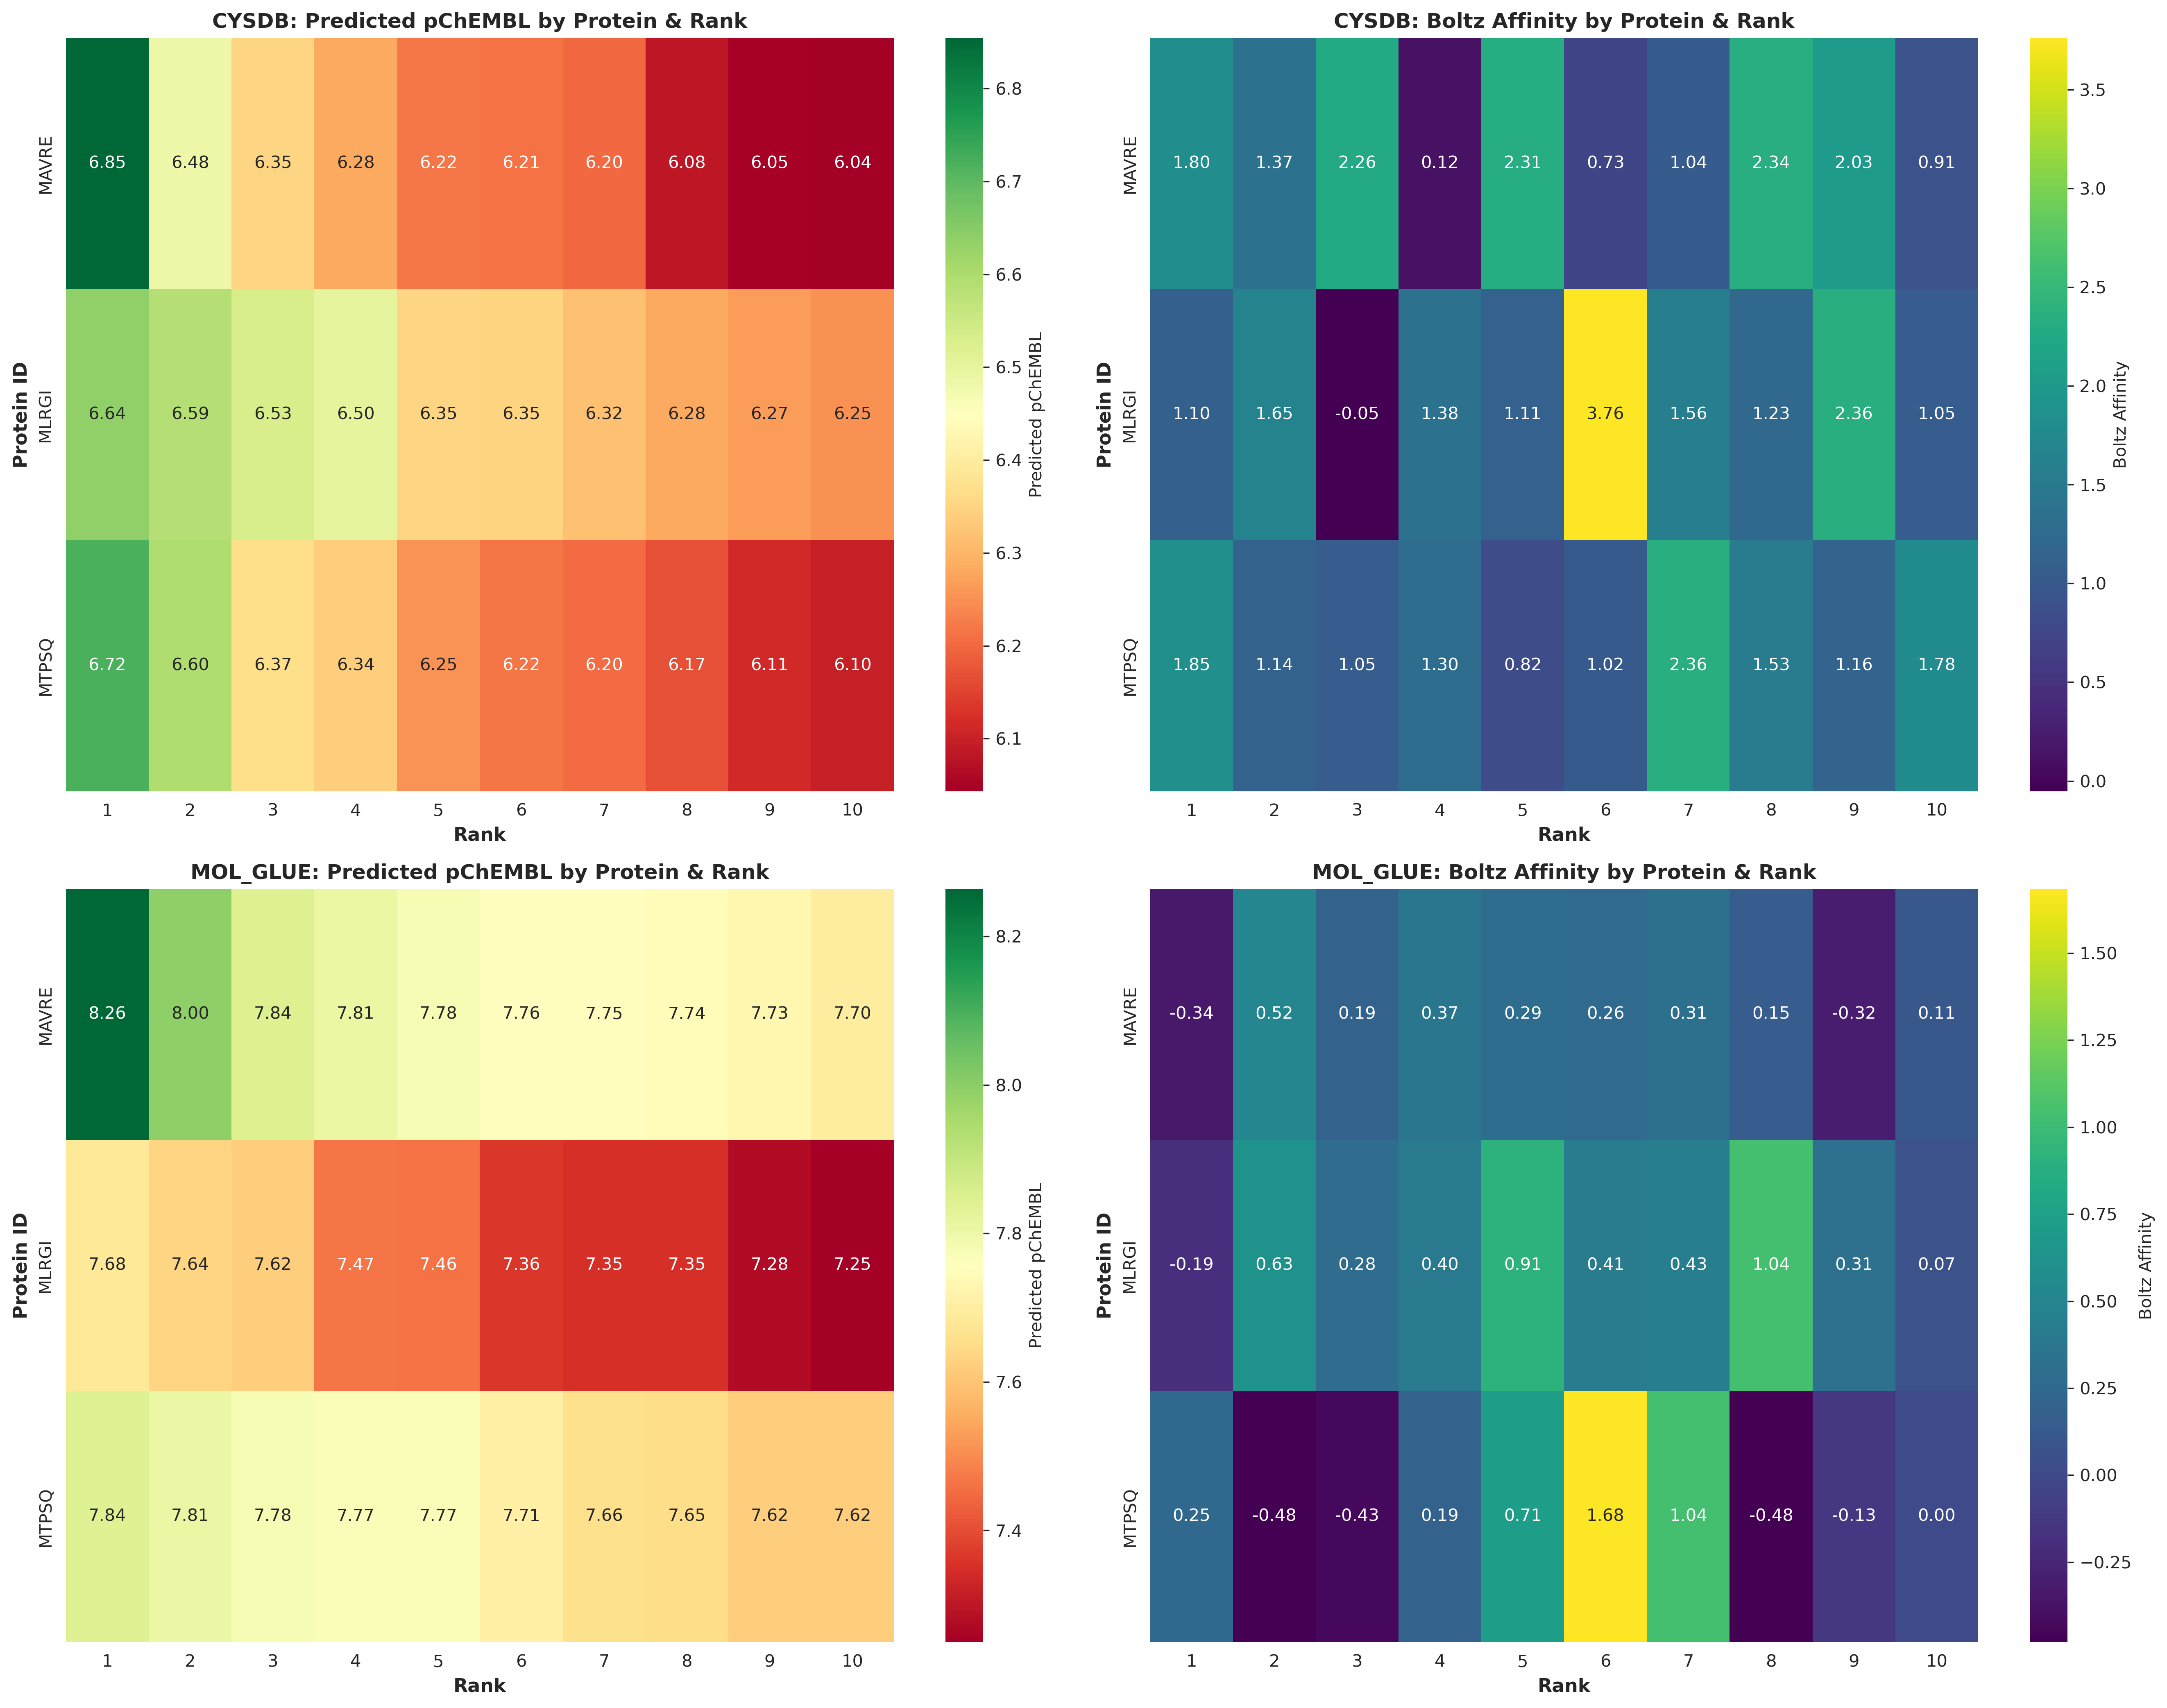 CYSDB: Predicted pChEMBL by Protein & Rank
Protein ID
MAVRE
6.85 6.48 6.35 6.28 6.22 6.21 6.20 6.08 6.05 6.04
MLRGI
6.64 6.59 6.53 6.50 6.35 6.35 6.32 6.28 6.27 6.25
MTPSQ
6.72 6.60 6.37 6.34 6.25 6.22 6.20 6.17 6.11 6.10
1 2 3 4 5 6 7 8 9 10
Rank
6.8
6.7
6.6
6.5
6.4
6.3
6.2
6.1
Predicted pChEMBL
CYSDB: Boltz Affinity by Protein & Rank
Protein ID
MAVRE
1.80 1.37 2.26 0.12 2.31 0.73 1.04 2.34 2.03 0.91
MLRGI
1.10 1.65 -0.05 1.38 1.11 3.76 1.56 1.23 2.36 1.05
MTPSQ
1.85 1.14 1.05 1.30 0.82 1.02 2.36 1.53 1.16 1.78
1 2 3 4 5 6 7 8 9 10
Rank
3.5
3.0
2.5
2.0
1.5
1.0
0.5
0.0
Boltz Affinity
MOL_GLUE: Predicted pChEMBL by Protein & Rank
Protein ID
MAVRE
8.26 8.00 7.84 7.81 7.78 7.76 7.75 7.74 7.73 7.70
MLRGI
7.68 7.64 7.62 7.47 7.46 7.36 7.35 7.35 7.28 7.25
MTPSQ
7.84 7.81 7.78 7.77 7.77 7.71 7.66 7.65 7.62 7.62
1 2 3 4 5 6 7 8 9 10
Rank
8.2
8.0
7.8
7.6
7.4
Predicted pChEMBL
MOL_GLUE: Boltz Affinity by Protein & Rank
Protein ID
MAVRE
-0.34 0.52 0.19 0.37 0.29 0.26 0.31 0.15 -0.32 0.11
MLRGI
-0.19 0.63 0.28 0.40 0.91 0.41 0.43 1.04 0.31 0.07
MTPSQ
0.25 -0.48 -0.43 0.19 0.71 1.68 1.04 -0.48 -0.13 0.00
1 2 3 4 5 6 7 8 9 10
Rank
1.50
1.25
1.00
0.75
0.50
0.25
0.00
−0.25
Boltz Affinity